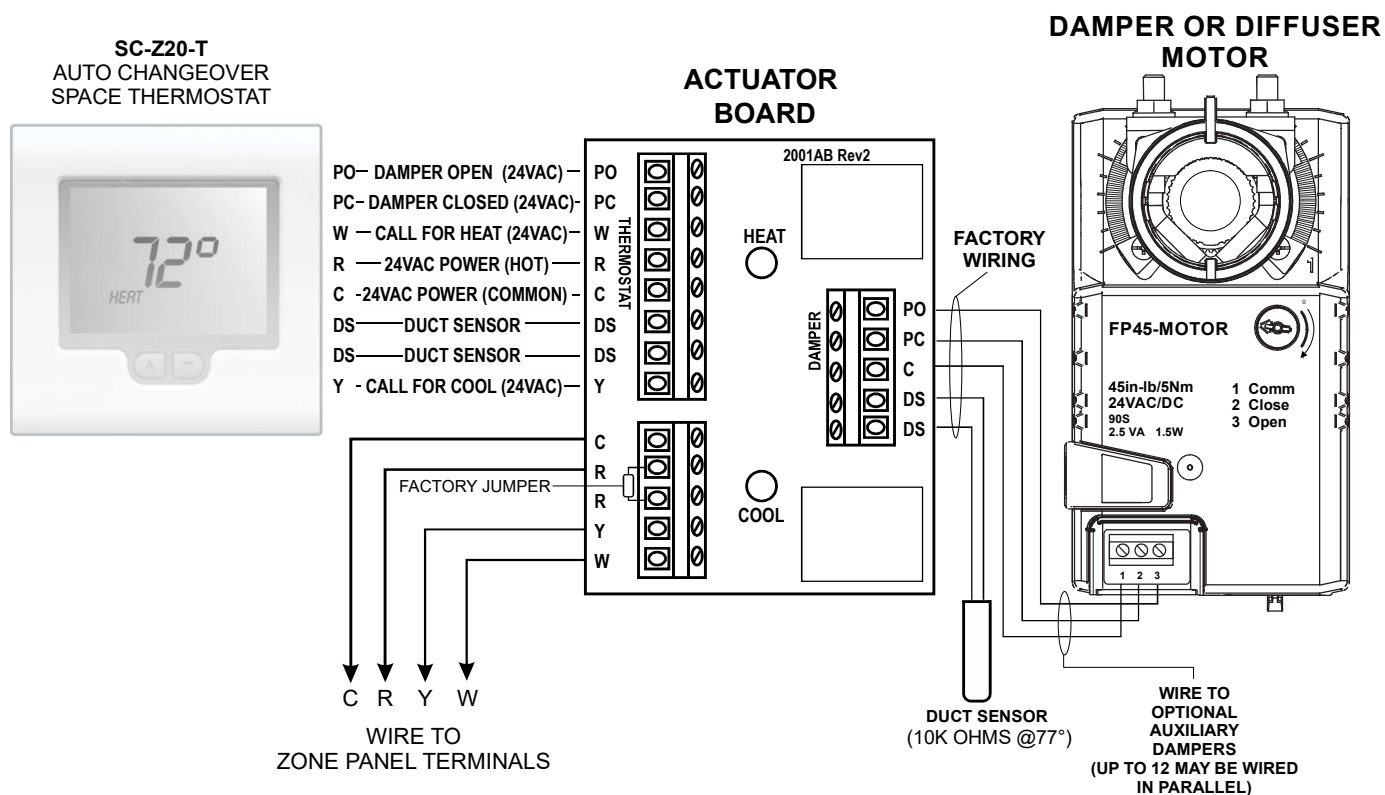 SC-Z20-T
AUTO CHANGEOVER
SPACE THERMOSTAT
72°
HEAT
ACTUATOR
BOARD
DAMPER OR DIFFUSER
MOTOR
PO DAMPER OPEN (24VAC) PO
PC DAMPER CLOSED (24VAC) PC
W CALL FOR HEAT (24VAC) W
R 24VAC POWER (HOT) R
C 24VAC POWER (COMMON) C
DS DUCT SENSOR DS
DS DUCT SENSOR DS
Y CALL FOR COOL (24VAC) Y
THERMOSTAT
2001AB Rev2
HEAT
COOL
DAMPER
PO
PC
C
DS
DS
C
R
R
Y
W
FACTORY JUMPER
C R Y W
WIRE TO
ZONE PANEL TERMINALS
FACTORY
WIRING
DUCT SENSOR
(10K OHMS @77°)
0
1
FP45-MOTOR
45in-lb/5Nm
24VAC/DC
90S
2.5 VA 1.5W
1 Comm
2 Close
3 Open
1 2 3
WIRE TO
OPTIONAL
AUXILIARY
DAMPERS
(UP TO 12 MAY BE WIRED
IN PARALLEL)